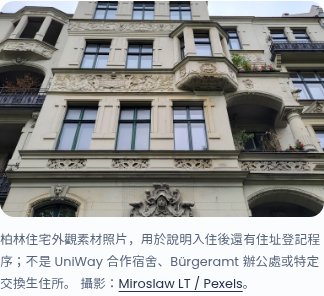 柏林住宅外觀素材照片，用於說明入住後還有住址登記程
序；不是 UniWay 合作宿舍、Bürgeramt 辦公處或特定
交換生住所。 攝影：Miroslaw LT / Pexels。